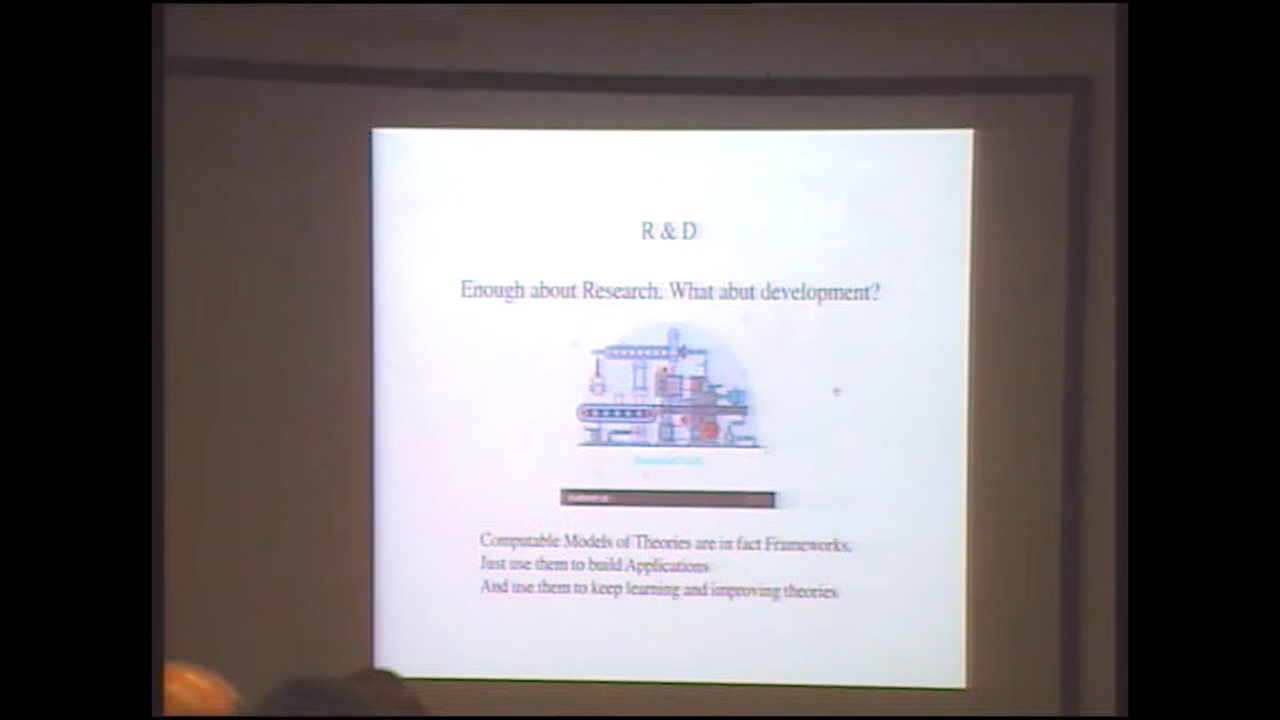 R & D
Enough about Research. What abut development?
Computable Models of Theories are in fact Frameworks.
Just use them to build Applications
And use them to keep learning and improving theories